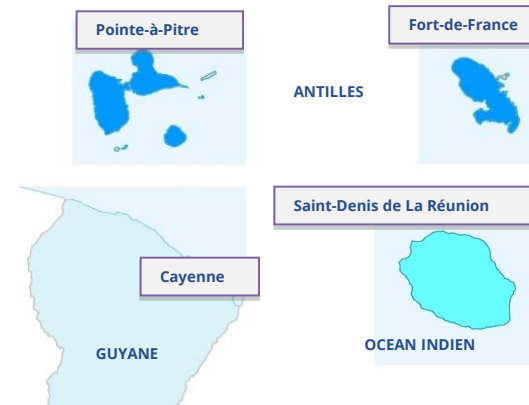 Pointe-à-Pitre
Fort-de-France
ANTILLES
Saint-Denis de La Réunion
Cayenne
GUYANE
OCEAN INDIEN